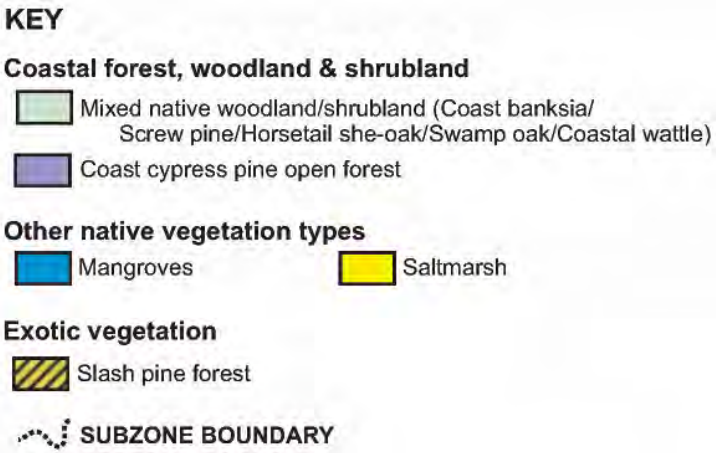 KEY
Coastal forest, woodland & shrubland
Mixed native woodland/shrubland (Coast banksia/
Screw pine/Horsetail she-oak/Swamp oak/Coastal wattle)
Coast cypress pine open forest
Other native vegetation types
Mangroves
Saltmarsh
Exotic vegetation
Slash pine forest
SUBZONE BOUNDARY